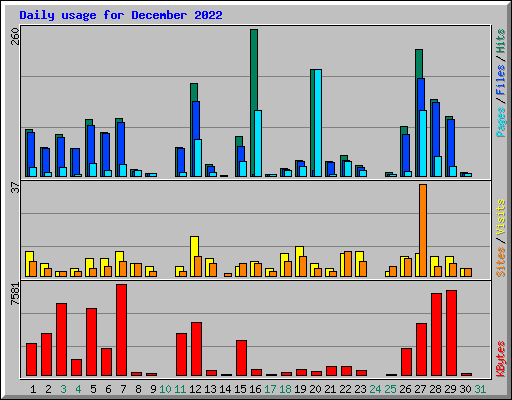 Daily usage for December 2022
260
Pages / Files / Hits
37
Sites / Visits
7581
KBytes
1 2 3 4 5 6 7 8 9 10 11 12 13 14 15 16 17 18 19 20 21 22 23 24 25 26 27 28 29 30 31